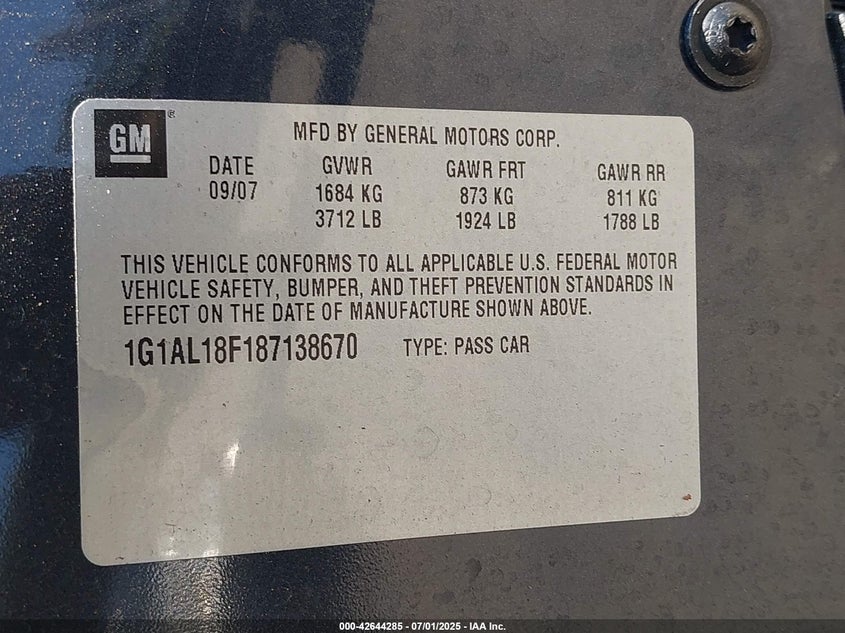 GM ®
MFD BY GENERAL MOTORS CORP.
DATE GVWR GAWR FRT GAWR RR
09/07 1684 KG 873 KG 811 KG
3712 LB 1924 LB 1788 LB
THIS VEHICLE CONFORMS TO ALL APPLICABLE U.S. FEDERAL MOTOR
VEHICLE SAFETY, BUMPER, AND THEFT PREVENTION STANDARDS IN
EFFECT ON THE DATE OF MANUFACTURE SHOWN ABOVE.
1G1AL18F187138670 TYPE: PASS CAR
000-42644285 - 07/01/2025 - IAA Inc.